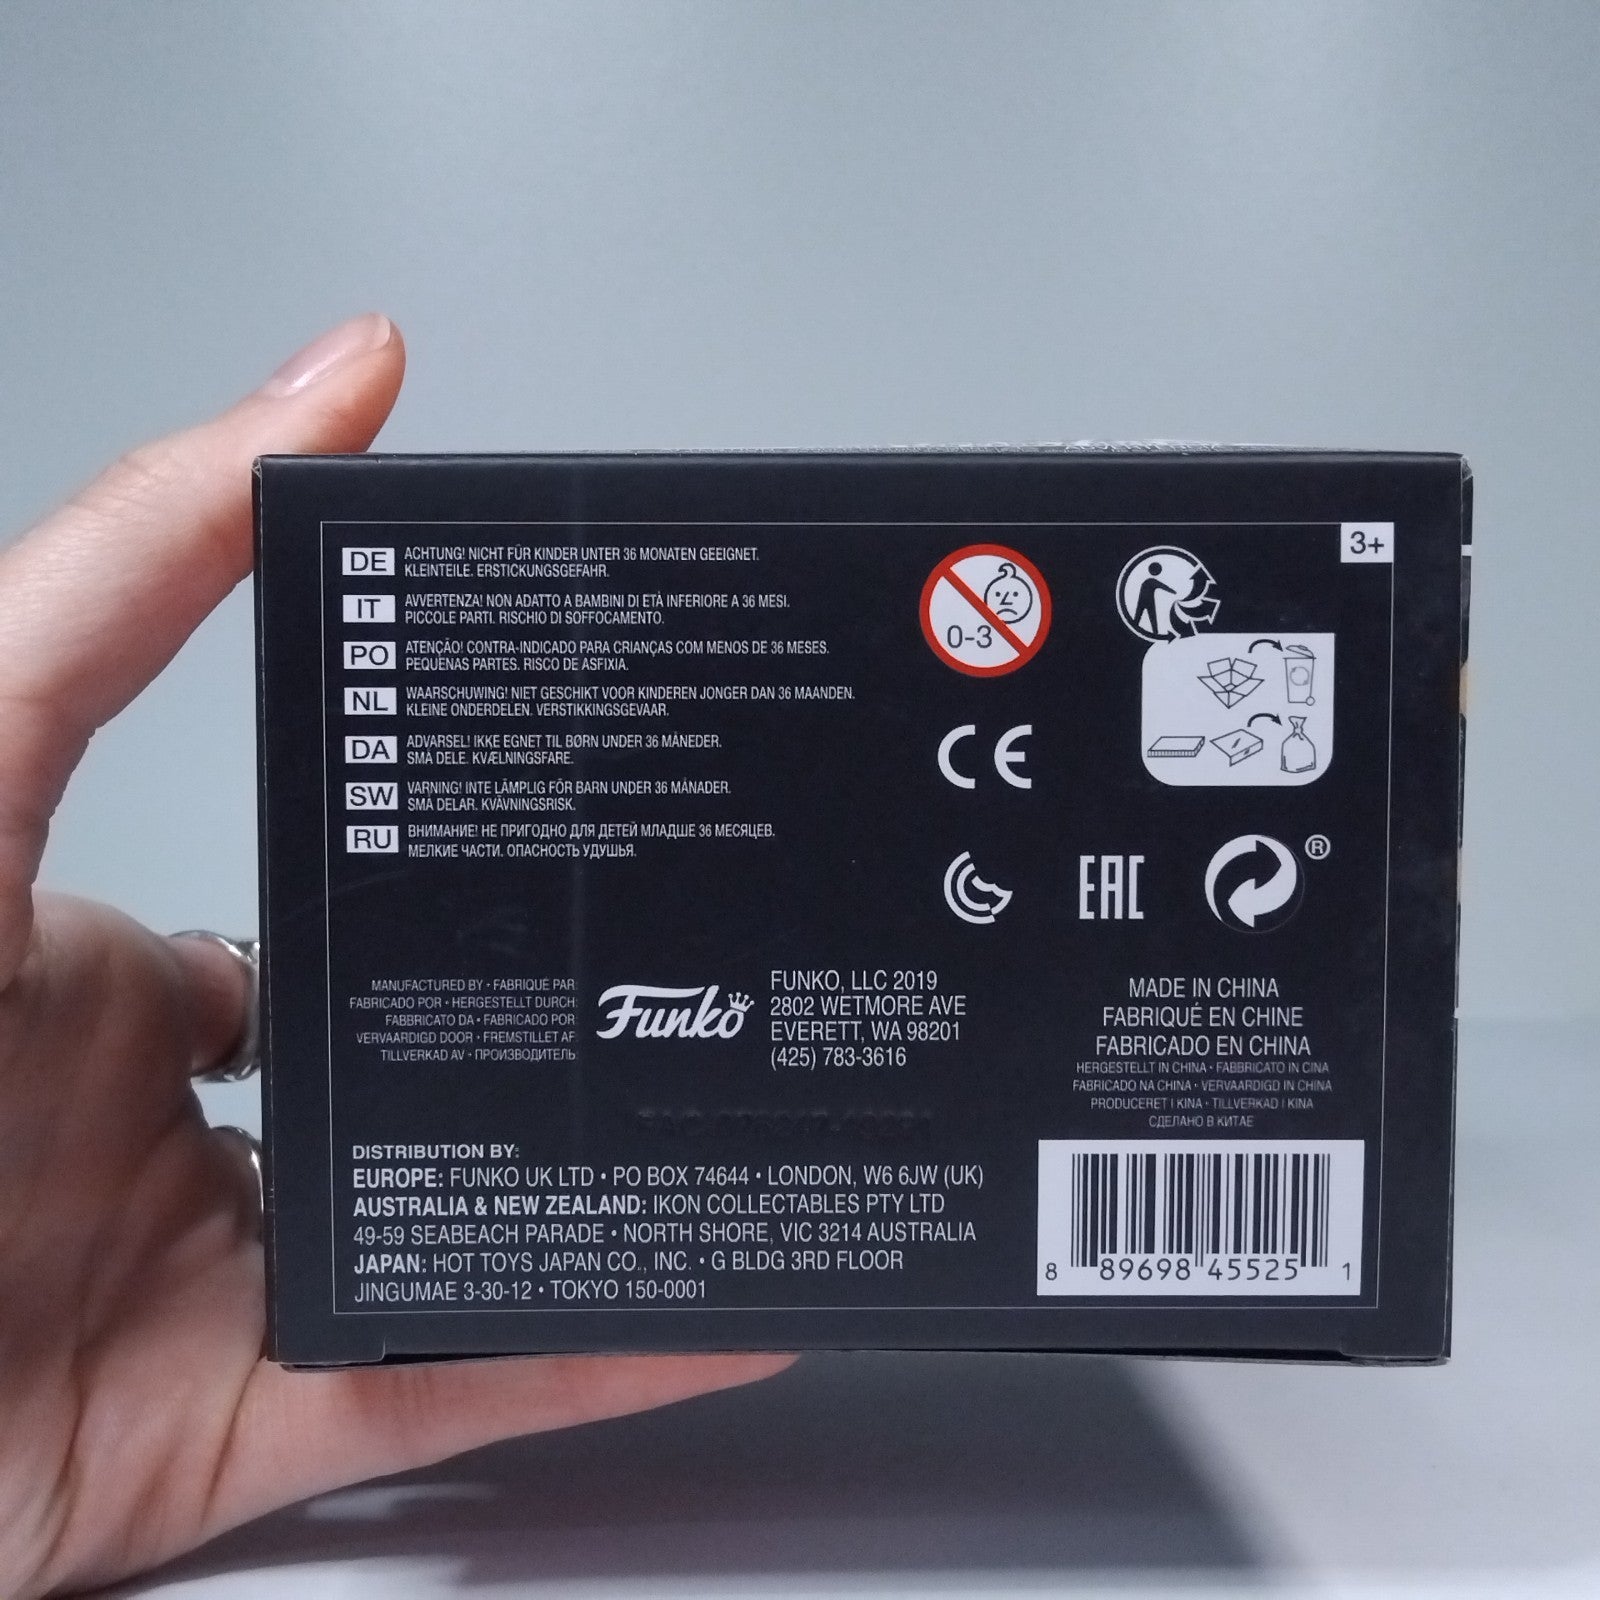 3+
DE ACHTUNG! NICHT FÜR KINDER UNTER 36 MONATEN GEEIGNET.
KLEINTEILE. ERSTICKUNGSGEFAHR.
IT AVVERTENZA! NON ADATTO A BAMBINI DI ETÀ INFERIORE A 36 MESI.
PICCOLE PARTI. RISCHIO DI SOFFOCAMENTO.
PO ATENÇÃO! CONTRA-INDICADO PARA CRIANÇAS COM MENOS DE 36 MESES.
PEQUENAS PARTES. RISCO DE ASFIXIA.
NL WAARSCHUWING! NIET GESCHIKT VOOR KINDEREN JONGER DAN 36 MAANDEN.
KLEINE ONDERDELEN. VERSTIKKINGSGEVAAR.
DA ADVARSEL! IKKE EGNET TIL BØRN UNDER 36 MÅNEDER.
SMÅ DELE. KVÆLNINGSFARE.
SW VARNING! INTE LÄMPLIG FÖR BARN UNDER 36 MÅNADER.
SMÅ DELAR. KVÄVNINGSRISK.
RU ВНИМАНИЕ! НЕ ПРИГОДНО ДЛЯ ДЕТЕЙ МЛАДШЕ 36 МЕСЯЦЕВ.
МЕЛКИЕ ЧАСТИ. ОПАСНОСТЬ УДУШЬЯ.
0-3
CE
EAC
®
MANUFACTURED BY • FABRIQUÉ PAR:
FABRICADO POR • HERGESTELLT DURCH:
FABBRICATO DA • FABRICADO POR:
VERVAARDIGD DOOR • FREMSTILLET AF:
TILLVERKAD AV • ПРОИЗВОДИТЕЛЬ:
Funko
FUNKO, LLC 2019
2802 WETMORE AVE
EVERETT, WA 98201
(425) 783-3616
MADE IN CHINA
FABRIQUÉ EN CHINE
FABRICADO EN CHINA
HERGESTELLT IN CHINA • FABBRICATO IN CINA
FABRICADO NA CHINA • VERVAARDIGD IN CHINA
PRODUCERET I KINA • TILLVERKAD I KINA
СДЕЛАНО В КИТАЕ
DISTRIBUTION BY:
EUROPE: FUNKO UK LTD • PO BOX 74644 • LONDON, W6 6JW (UK)
AUSTRALIA & NEW ZEALAND: IKON COLLECTABLES PTY LTD
49-59 SEABEACH PARADE • NORTH SHORE, VIC 3214 AUSTRALIA
JAPAN: HOT TOYS JAPAN CO., INC. • G BLDG 3RD FLOOR
JINGUMAE 3-30-12 • TOKYO 150-0001
8 89698 45525 1